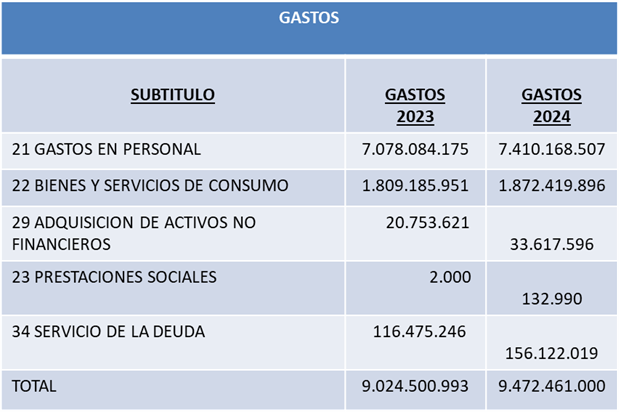 GASTOS
SUBTITULO GASTOS 2023 GASTOS 2024
21 GASTOS EN PERSONAL 7.078.084.175 7.410.168.507
22 BIENES Y SERVICIOS DE CONSUMO 1.809.185.951 1.872.419.896
29 ADQUISICION DE ACTIVOS NO FINANCIEROS 20.753.621 33.617.596
23 PRESTACIONES SOCIALES 2.000 132.990
34 SERVICIO DE LA DEUDA 116.475.246 156.122.019
TOTAL 9.024.500.993 9.472.461.000